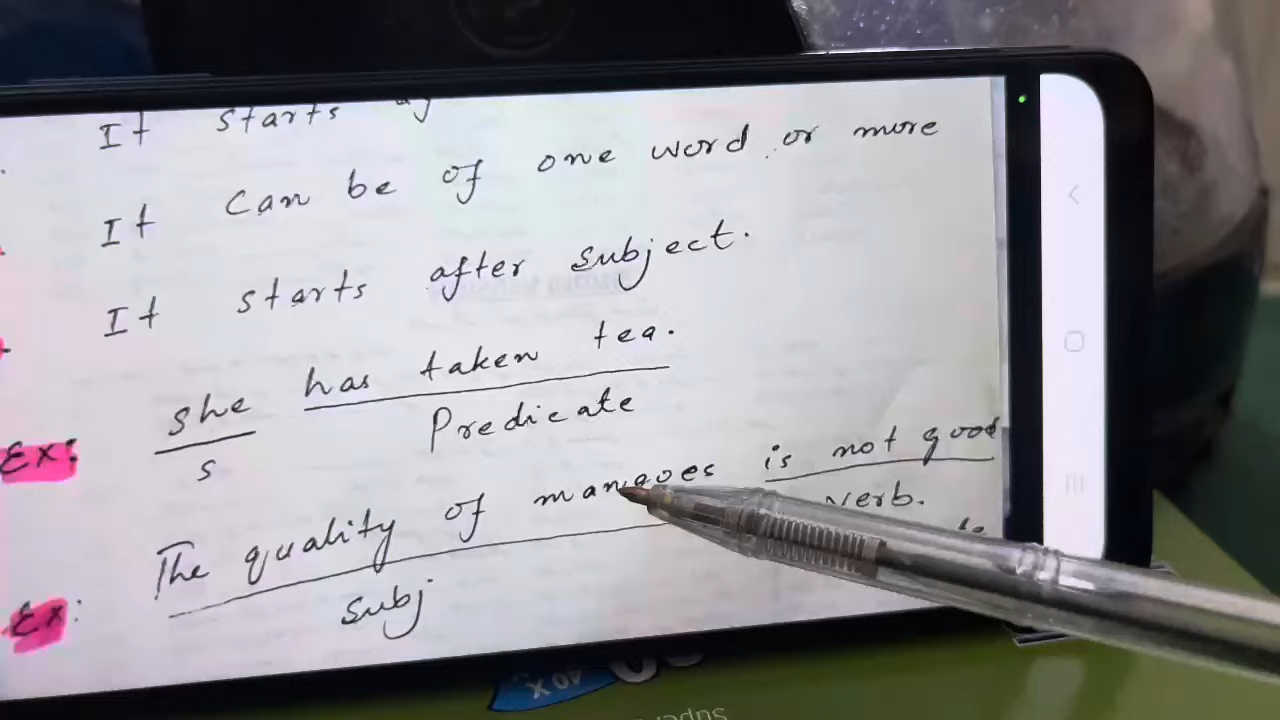 It starts
It can be of one word or more
It starts after subject.
Ex: she has taken tea.
s Predicate
Ex: The quality of mangoes is not good
subj verb.